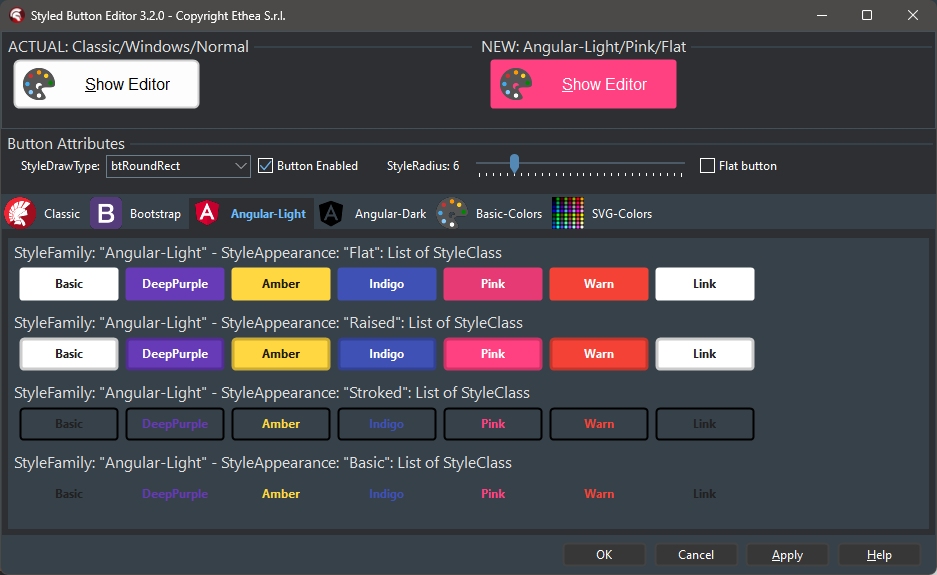 Styled Button Editor 3.2.0 - Copyright Ethea S.r.l.
ACTUAL: Classic/Windows/Normal
NEW: Angular-Light/Pink/Flat
Show Editor
Show Editor
Button Attributes
StyleDrawType: btRoundRect Button Enabled StyleRadius: 6 Flat button
Classic B Bootstrap A Angular-Light A Angular-Dark Basic-Colors SVG-Colors
StyleFamily: "Angular-Light" - StyleAppearance: "Flat": List of StyleClass
Basic DeepPurple Amber Indigo Pink Warn Link
StyleFamily: "Angular-Light" - StyleAppearance: "Raised": List of StyleClass
Basic DeepPurple Amber Indigo Pink Warn Link
StyleFamily: "Angular-Light" - StyleAppearance: "Stroked": List of StyleClass
Basic DeepPurple Amber Indigo Pink Warn Link
StyleFamily: "Angular-Light" - StyleAppearance: "Basic": List of StyleClass
Basic DeepPurple Amber Indigo Pink Warn Link
OK Cancel Apply Help